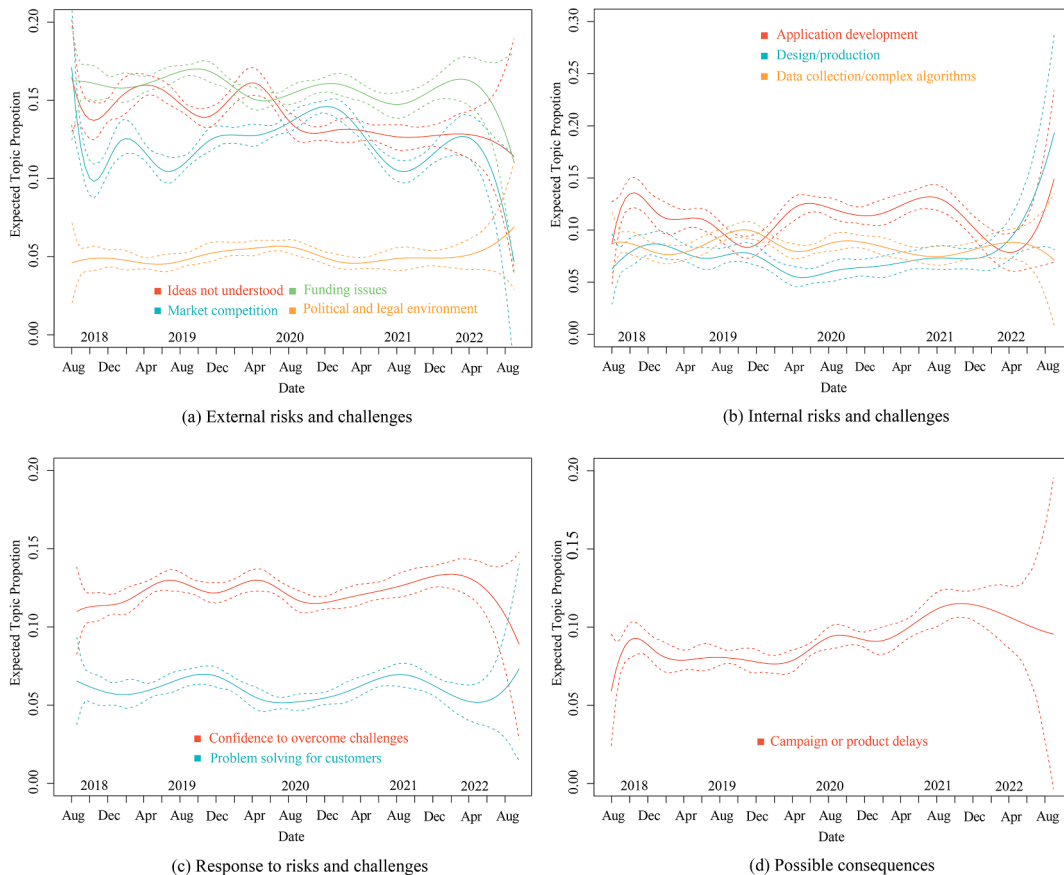 0.20
0.15
0.10
0.05
0.00
Expected Topic Propotion
Ideas not understood
Funding issues
Market competition
Political and legal environment
2018 2019 2020 2021 2022
Aug Dec Apr Aug Dec Apr Aug Dec Apr Aug Dec Apr Aug
Date
(a) External risks and challenges
0.30
0.25
0.20
0.15
0.10
0.05
0.00
Expected Topic Propotion
Application development
Design/production
Data collection/complex algorithms
2018 2019 2020 2021 2022
Aug Dec Apr Aug Dec Apr Aug Dec Apr Aug Dec Apr Aug
Date
(b) Internal risks and challenges
0.20
0.15
0.10
0.05
0.00
Expected Topic Propotion
Confidence to overcome challenges
Problem solving for customers
2018 2019 2020 2021 2022
Aug Dec Apr Aug Dec Apr Aug Dec Apr Aug Dec Apr Aug
Date
(c) Response to risks and challenges
0.20
0.15
0.10
0.05
0.00
Expected Topic Propotion
Campaign or product delays
2018 2019 2020 2021 2022
Aug Dec Apr Aug Dec Apr Aug Dec Apr Aug Dec Apr Aug
Date
(d) Possible consequences